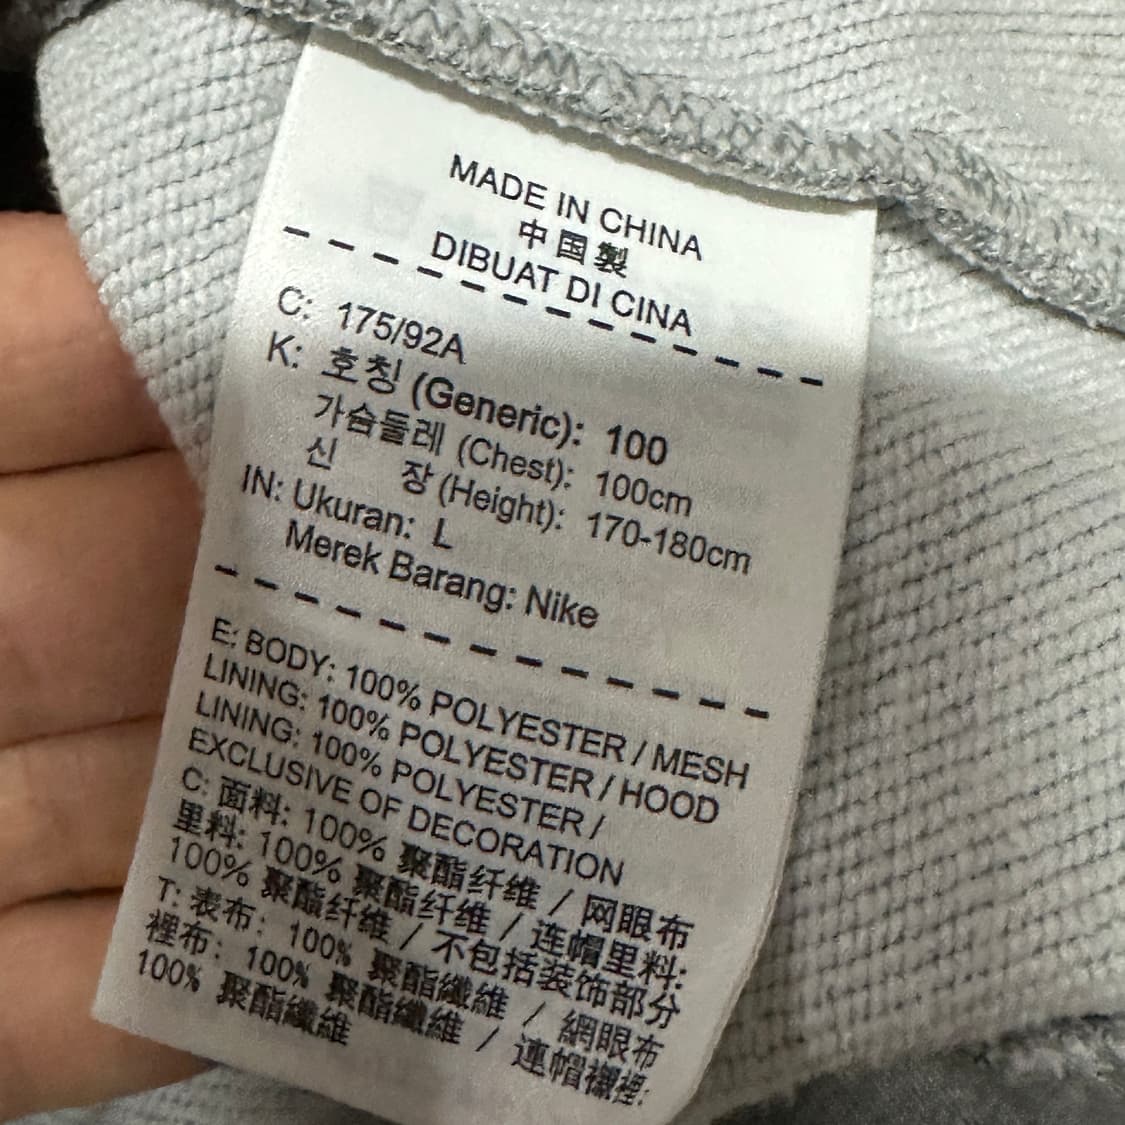 MADE IN CHINA
中国製
DIBUAT DI CINA
C: 175/92A
K: 호칭 (Generic): 100
가슴둘레 (Chest): 100cm
신 장 (Height): 170-180cm
IN: Ukuran: L
Merek Barang: Nike
E: BODY: 100% POLYESTER / MESH
LINING: 100% POLYESTER / HOOD
LINING: 100% POLYESTER /
EXCLUSIVE OF DECORATION
C: 面料: 100% 聚酯纤维 / 网眼布
里料: 100% 聚酯纤维 / 连帽里料:
100% 聚酯纤维 / 不包括装饰部分
T: 表布: 100% 聚酯纖維 / 網眼布
裡布: 100% 聚酯纖維 / 連帽襯裡:
100% 聚酯纖維